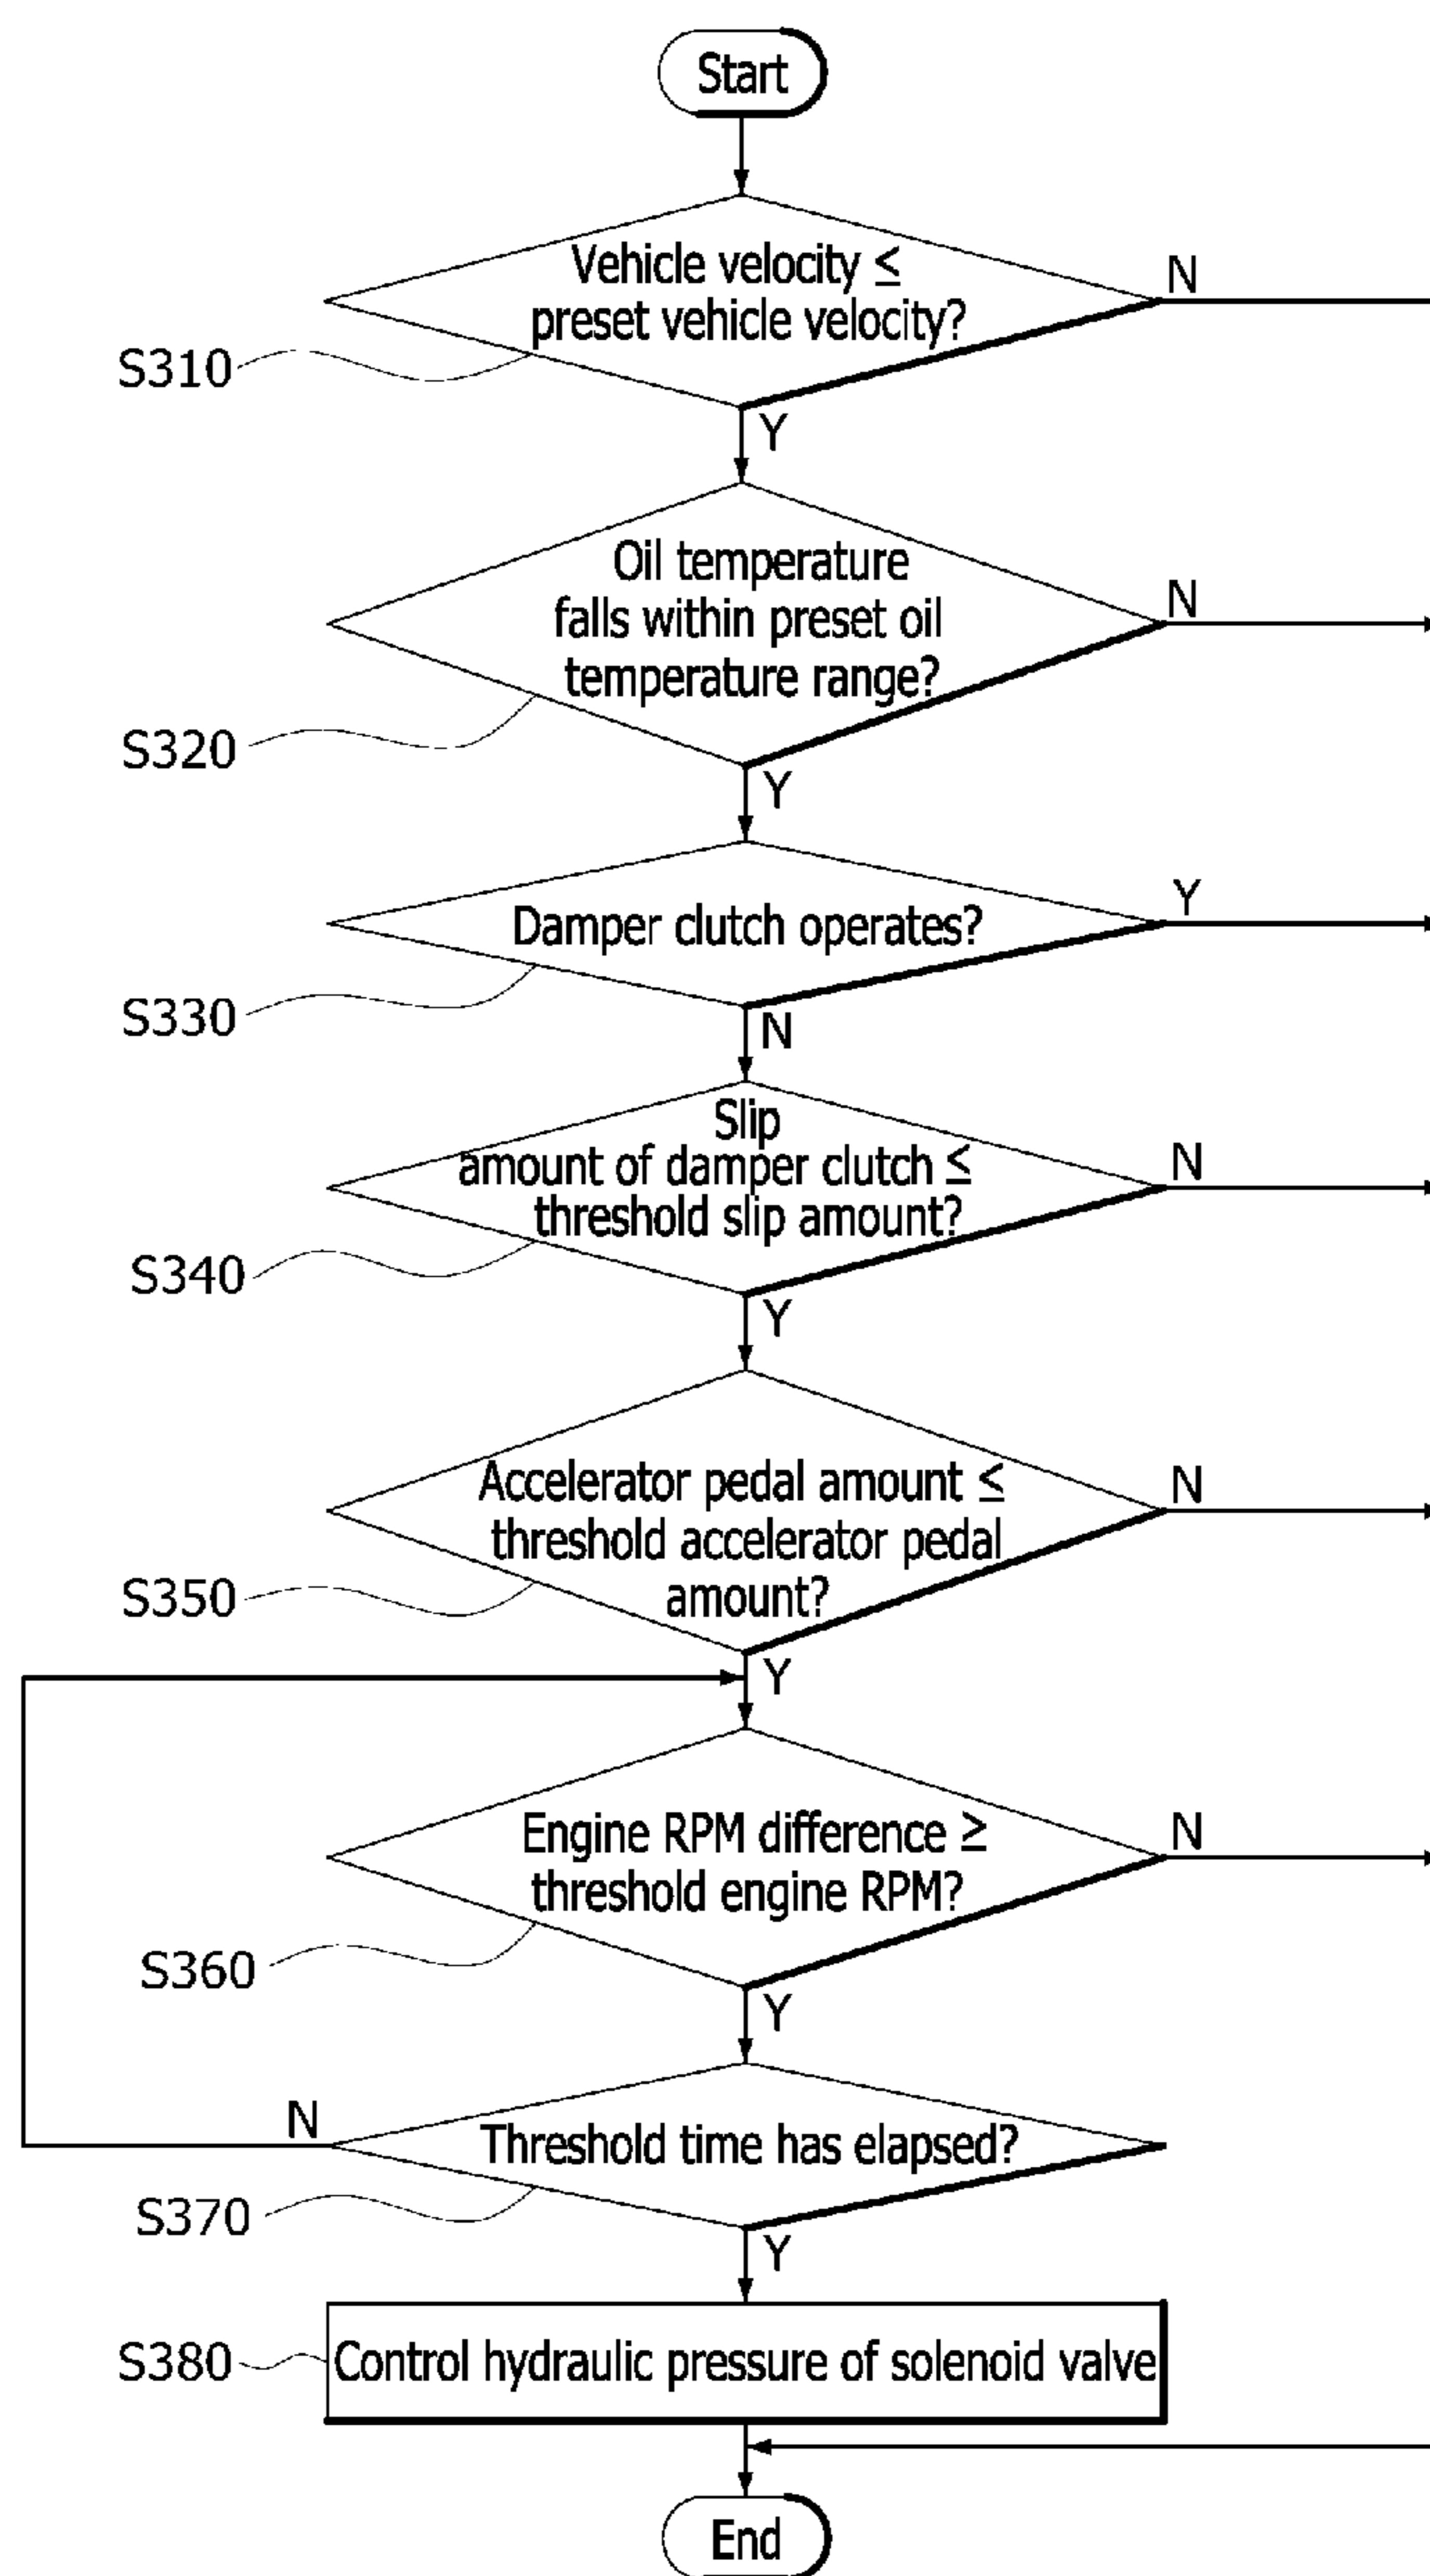 Start
Vehicle velocity ≤
preset vehicle velocity?
N
S310
Y
Oil temperature
falls within preset oil
temperature range?
N
S320
Y
Damper clutch operates?
Y
S330
N
Slip
amount of damper clutch ≤
threshold slip amount?
N
S340
Y
Accelerator pedal amount ≤
threshold accelerator pedal
amount?
N
S350
Y
Engine RPM difference ≥
threshold engine RPM?
N
S360
Y
N
Threshold time has elapsed?
S370
Y
S380
Control hydraulic pressure of solenoid valve
End